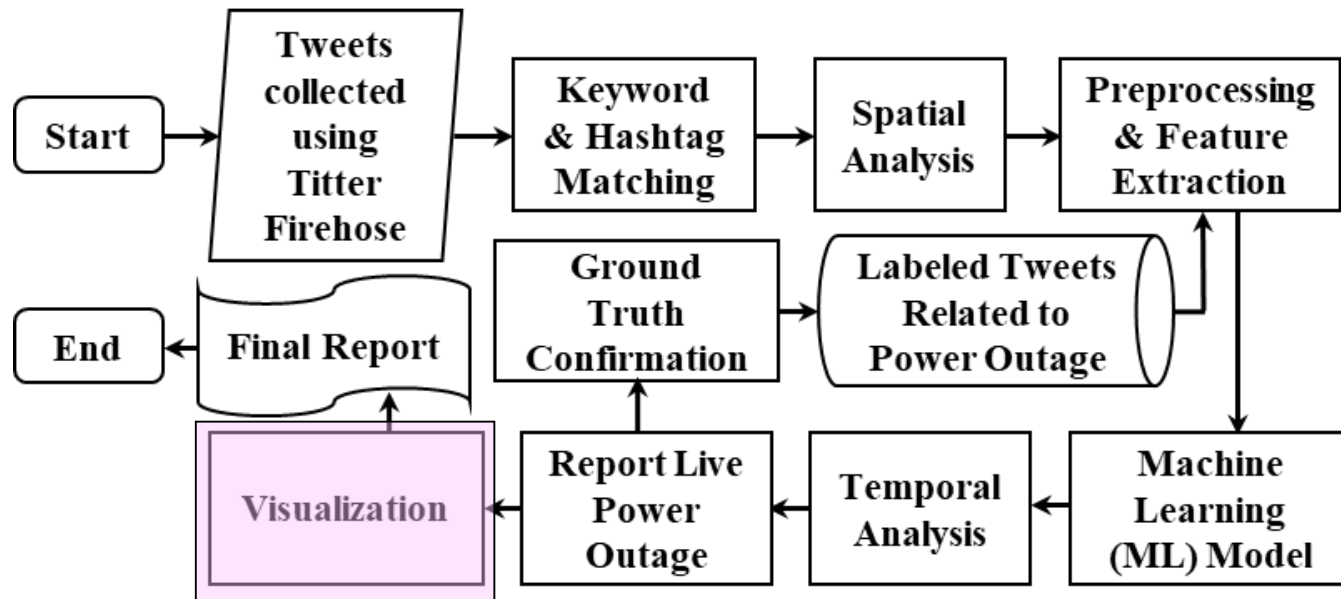 Start
Tweets
collected
using
Titter
Firehose
Keyword
& Hashtag
Matching
Spatial
Analysis
Preprocessing
& Feature
Extraction
End
Final Report
Ground
Truth
Confirmation
Labeled Tweets
Related to
Power Outage
Visualization
Report Live
Power
Outage
Temporal
Analysis
Machine
Learning
(ML) Model